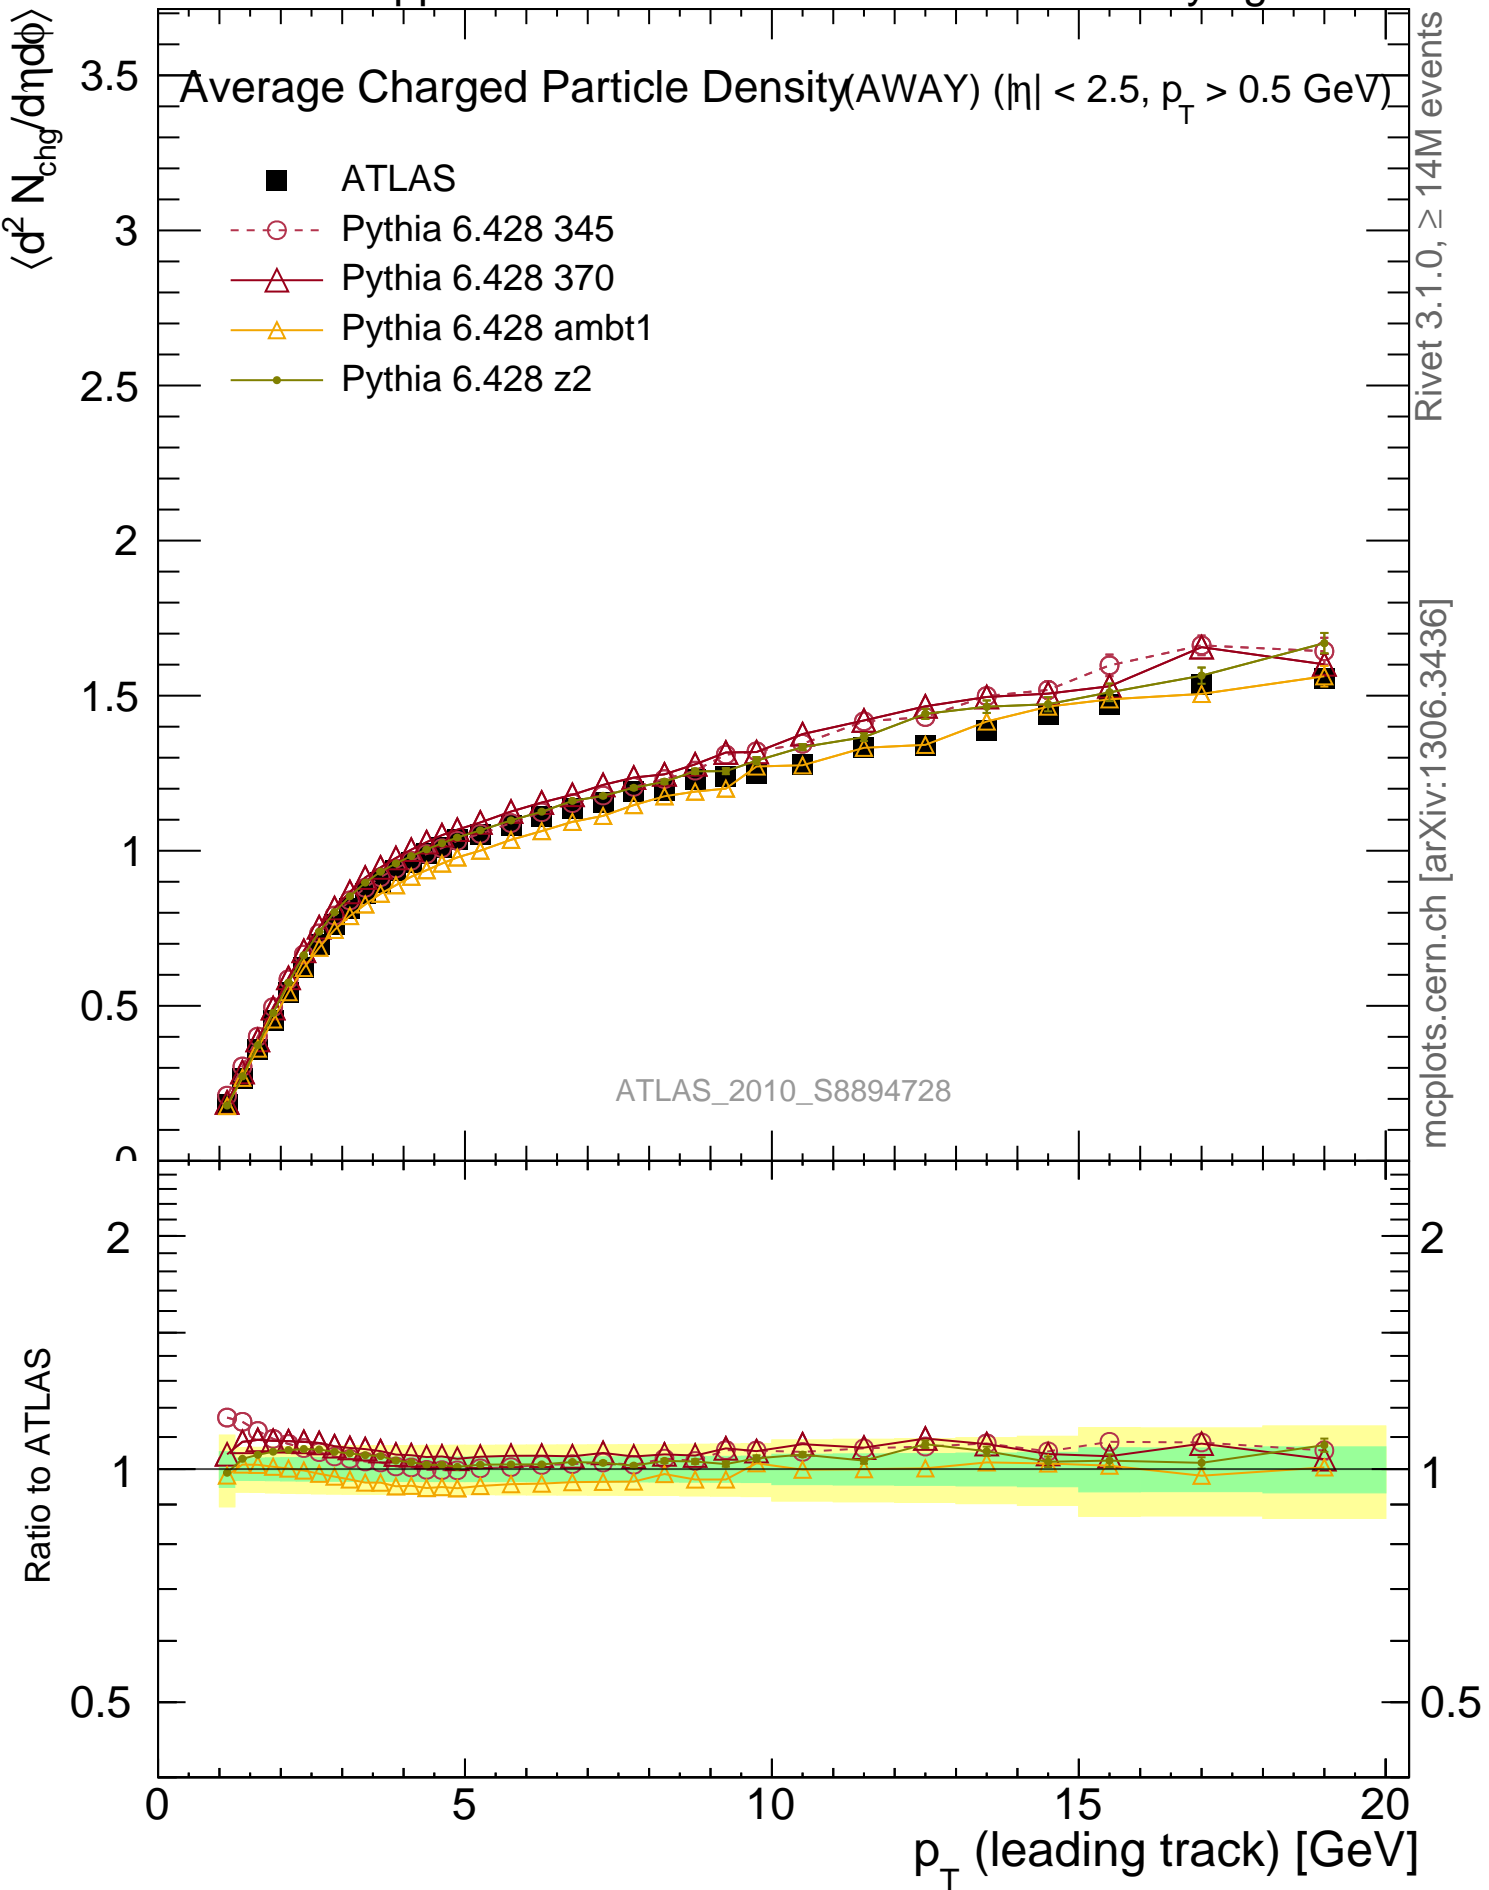 ⟨d² N_chg/dηdϕ⟩
Average Charged Particle Density (AWAY) (|η| < 2.5, p_T > 0.5 GeV)
ATLAS
Pythia 6.428 345
Pythia 6.428 370
Pythia 6.428 ambt1
Pythia 6.428 z2
3.5
3
2.5
2
1.5
1
0.5
0
ATLAS_2010_S8894728
Rivet 3.1.0, ≥ 14M events
mcplots.cern.ch [arXiv:1306.3436]
Ratio to ATLAS
2
1
0.5
2
1
0.5
0 5 10 15 20
p_T (leading track) [GeV]